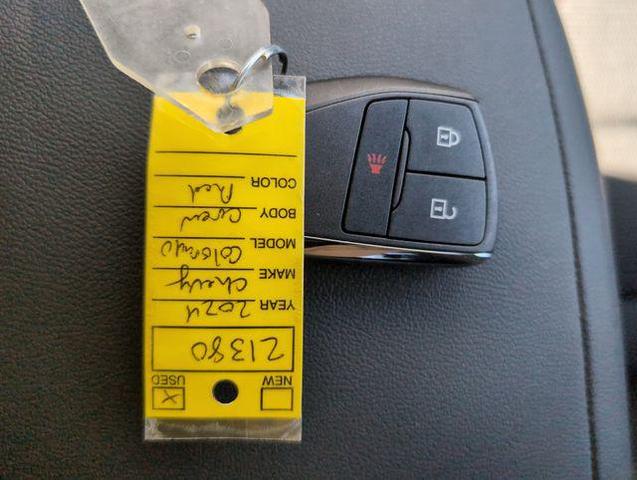 NEW USED X
21380
YEAR 2024
MAKE Chevy
MODEL Colorado
BODY Crew
COLOR Red